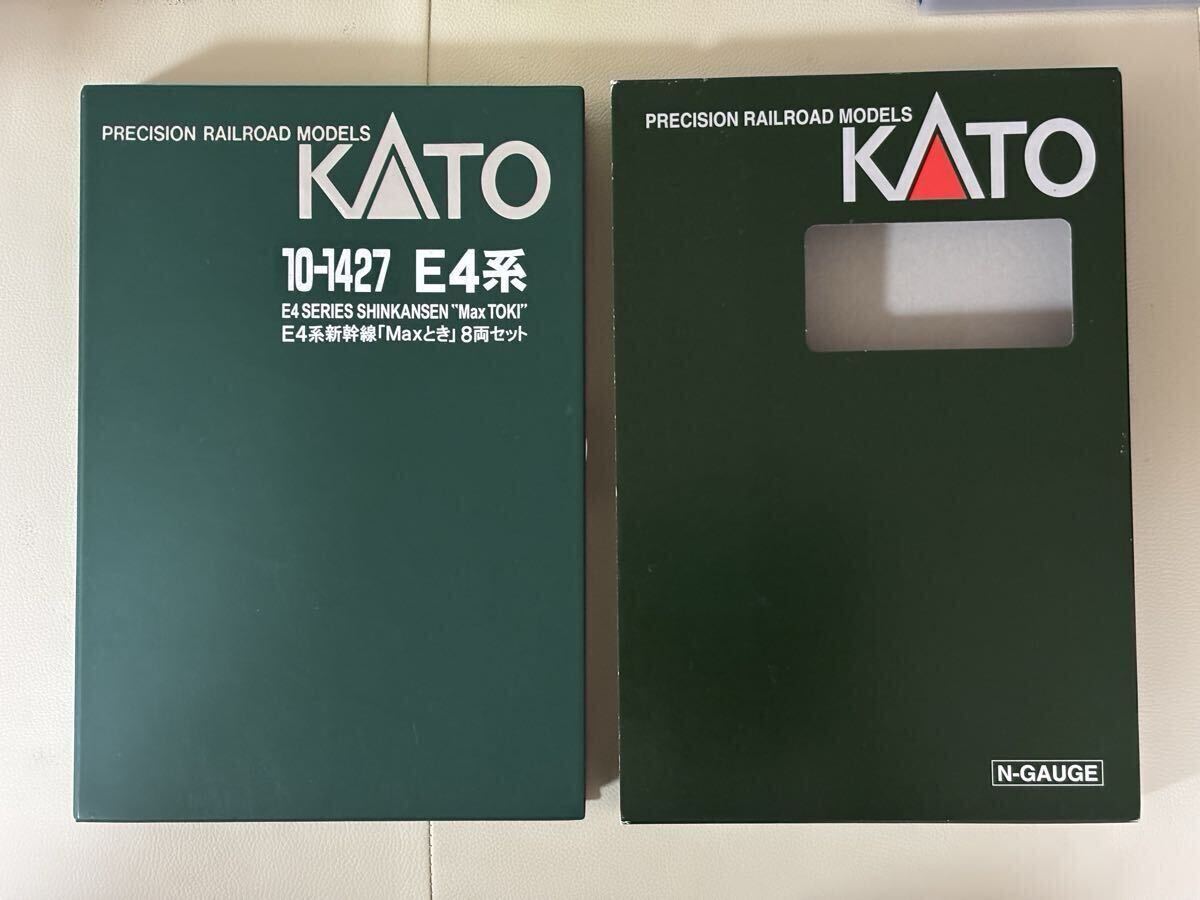 PRECISION RAILROAD MODELS
KATO
10-1427 E4系
E4 SERIES SHINKANSEN "Max TOKI"
E4系新幹線「Maxとき」8両セット
PRECISION RAILROAD MODELS
KATO
N-GAUGE